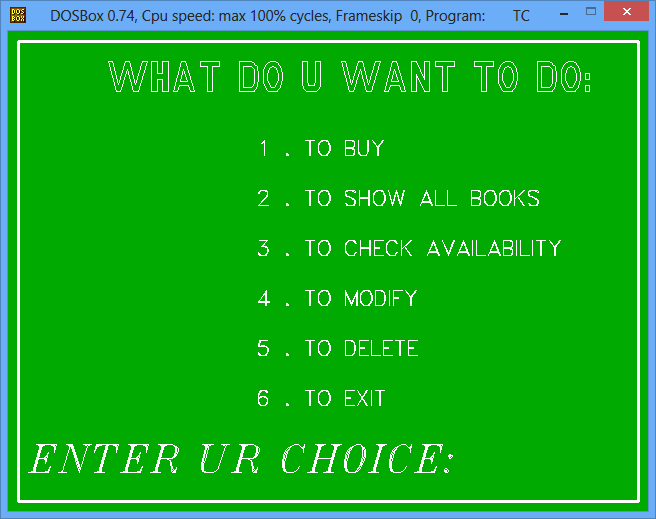 DOS BOX
DOSBox 0.74, Cpu speed: max 100% cycles, Frameskip 0, Program: TC
WHAT DO U WANT TO DO:
1 . TO BUY
2 . TO SHOW ALL BOOKS
3 . TO CHECK AVAILABILITY
4 . TO MODIFY
5 . TO DELETE
6 . TO EXIT
ENTER UR CHOICE: